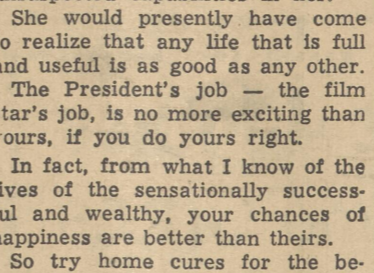 She would presently have come
o realize that any life that is full
and useful is as good as any other.
The President's job — the film
tar's job, is no more exciting than
ours, if you do yours right.
In fact, from what I know of the
ives of the sensationally success-
ul and wealthy, your chances of
happiness are better than theirs.
So try home cures for the be-